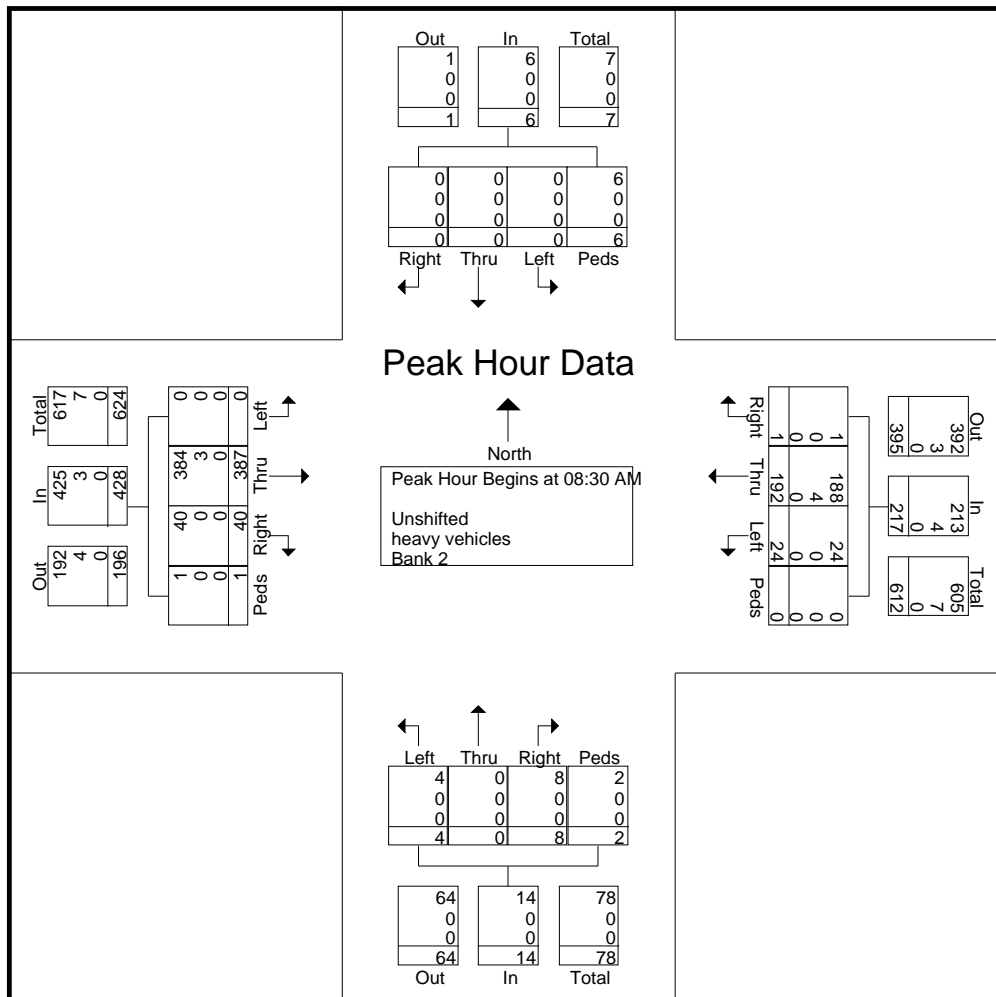 Out In Total
1 6 7
0 0 0
0 0 0
1 6 7
0 0 0 6
0 0 0 0
0 0 0 0
0 0 0 6
Right Thru Left Peds
Peak Hour Data
North
Peak Hour Begins at 08:30 AM
Unshifted
heavy vehicles
Bank 2
Out In Total
192 425 617
4 3 7
0 0 0
196 428 624
Peds Right Thru Left
1 40 384 0
0 0 3 0
0 0 0 0
1 40 387 0
Out In Total
392 213 605
3 4 7
0 0 0
395 217 612
Right Thru Left Peds
1 188 24 0
0 4 0 0
0 0 0 0
1 192 24 0
Left Thru Right Peds
4 0 8 2
0 0 0 0
0 0 0 0
4 0 8 2
64 14 78
0 0 0
0 0 0
64 14 78
Out In Total